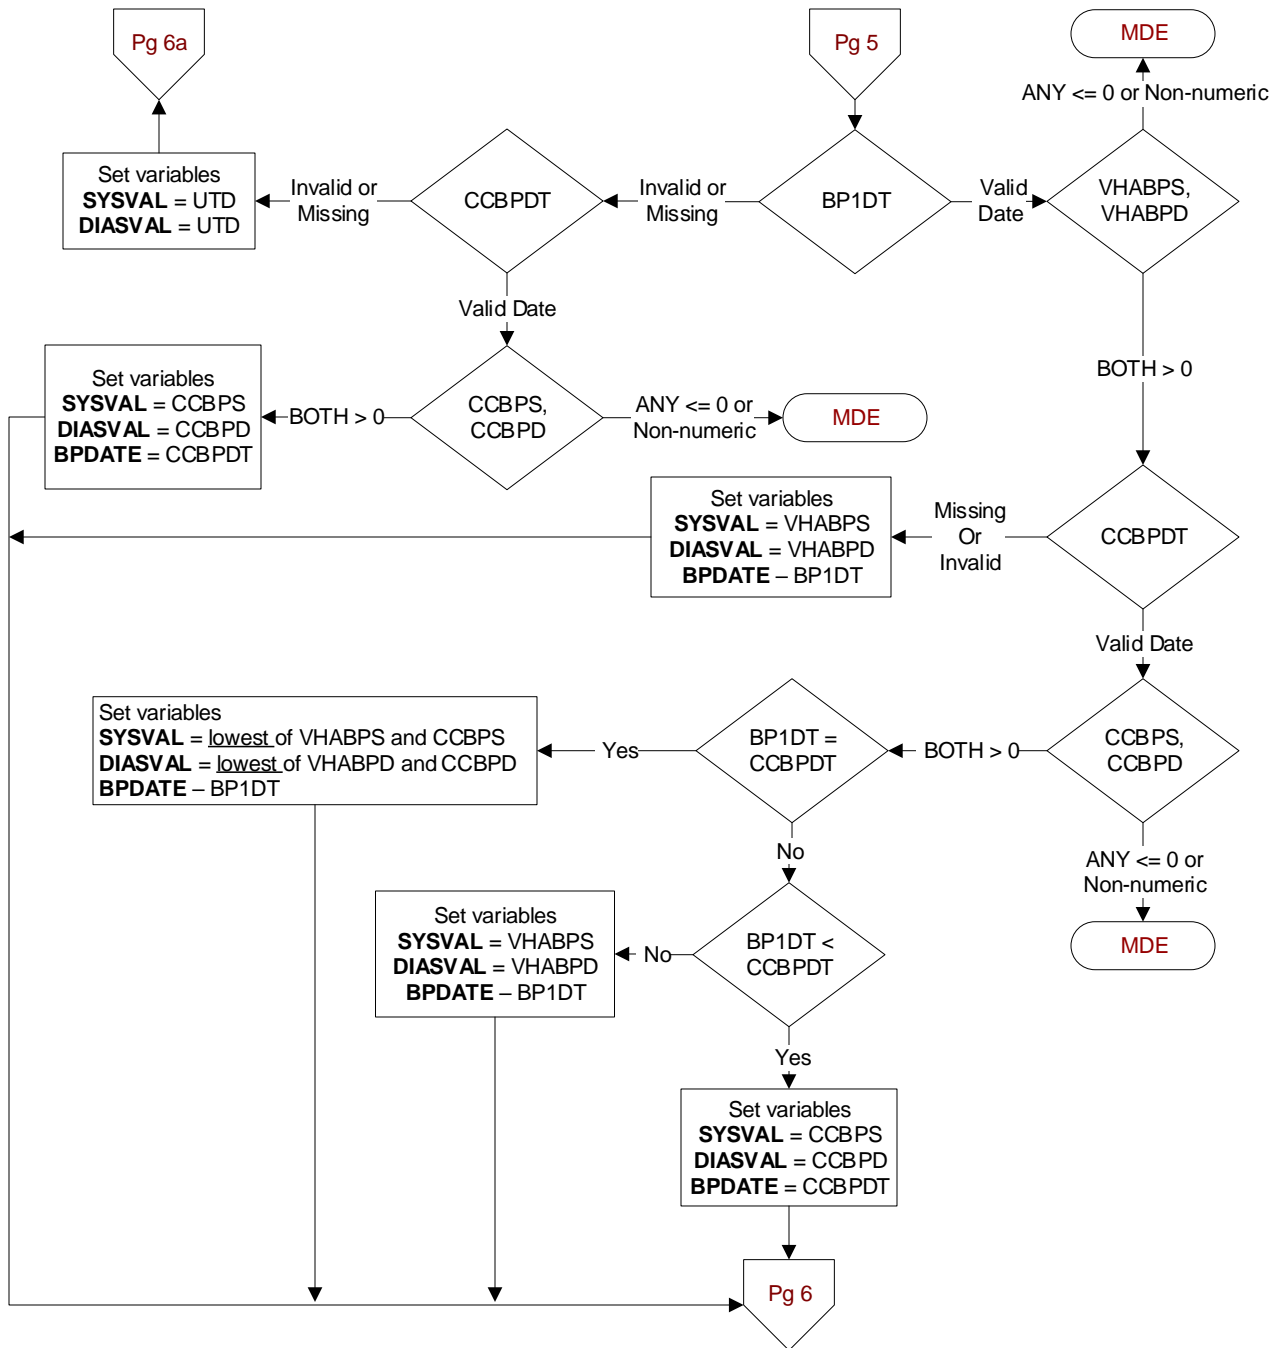 Pg 6a
Pg 5
MDE
ANY <= 0 or Non-numeric
Set variables
SYSVAL = UTD
DIASVAL = UTD
Invalid or
Missing
CCBPDT
Invalid or
Missing
BP1DT
Valid
Date
VHABPS,
VHABPD
Valid Date
BOTH > 0
Set variables
SYSVAL = CCBPS
DIASVAL = CCBPD
BPDATE = CCBPDT
BOTH > 0
CCBPS,
CCBPD
ANY <= 0 or
Non-numeric
MDE
Set variables
SYSVAL = VHABPS
DIASVAL = VHABPD
BPDATE – BP1DT
Missing
Or
Invalid
CCBPDT
Valid Date
Set variables
SYSVAL = lowest of VHABPS and CCBPS
DIASVAL = lowest of VHABPD and CCBPD
BPDATE – BP1DT
Yes
BP1DT =
CCBPDT
BOTH > 0
CCBPS,
CCBPD
No
ANY <= 0 or
Non-numeric
MDE
Set variables
SYSVAL = VHABPS
DIASVAL = VHABPD
BPDATE – BP1DT
No
BP1DT <
CCBPDT
Yes
Set variables
SYSVAL = CCBPS
DIASVAL = CCBPD
BPDATE = CCBPDT
Pg 6